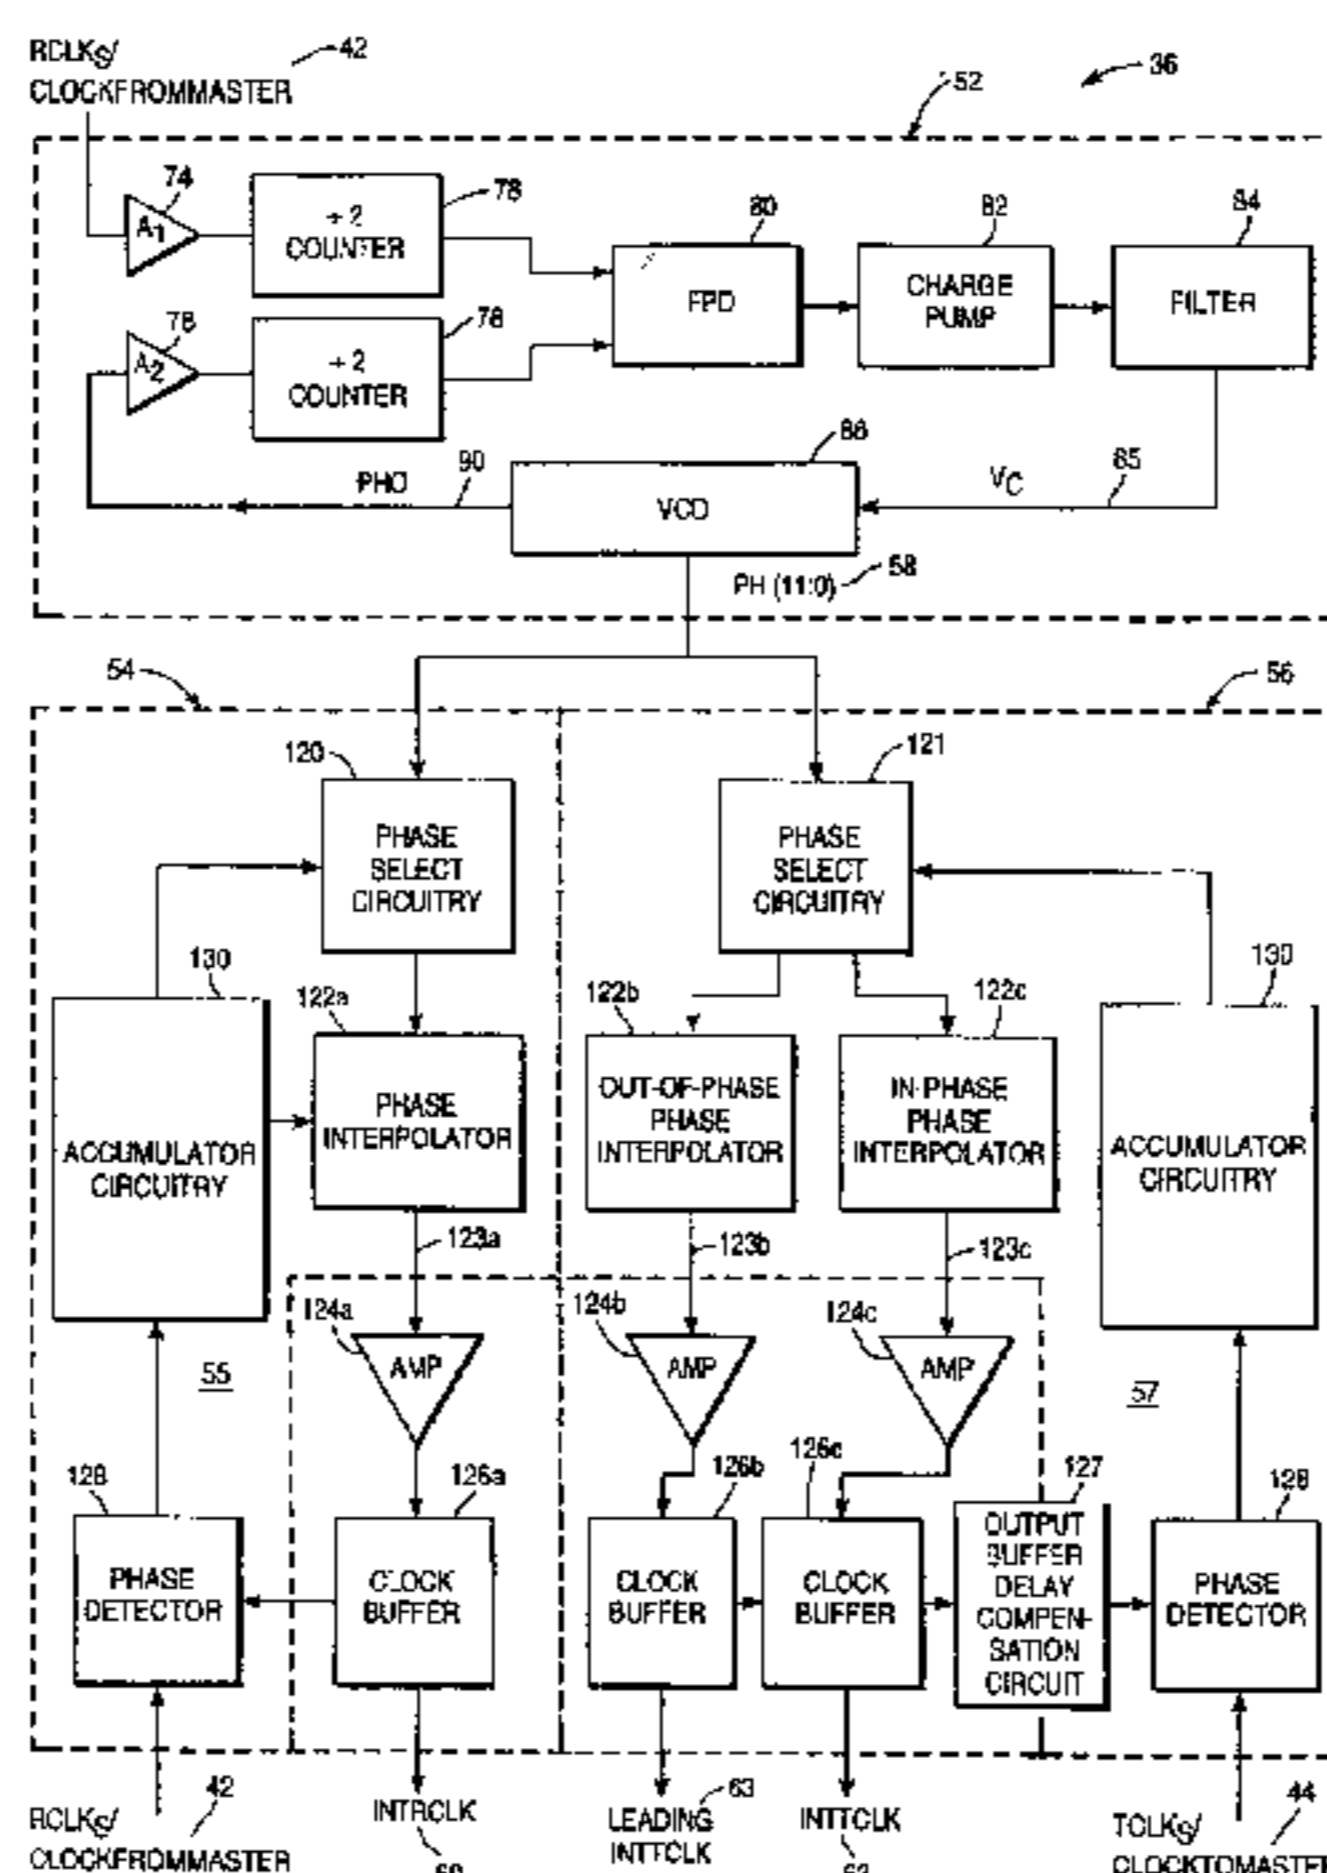 RCLKS/
CLOCKFROMMASTER
42
52
36
74
A1
÷ 2
COUNTER
78
80
FPD
82
CHARGE
PUMP
84
FILTER
78
A2
÷ 2
COUNTER
78
86
VCO
PHO
90
VC
85
PH (11:0)
58
54
56
120
PHASE
SELECT
CIRCUITRY
121
PHASE
SELECT
CIRCUITRY
130
ACCUMULATOR
CIRCUITRY
122a
PHASE
INTERPOLATOR
122b
OUT-OF-PHASE
PHASE
INTERPOLATOR
122c
IN-PHASE
PHASE
INTERPOLATOR
130
ACCUMULATOR
CIRCUITRY
123a
123b
123c
124a
AMP
124b
AMP
124c
AMP
55
57
128
PHASE
DETECTOR
126a
CLOCK
BUFFER
126b
CLOCK
BUFFER
126c
CLOCK
BUFFER
127
OUTPUT
BUFFER
DELAY
COMPEN-
SATION
CIRCUIT
128
PHASE
DETECTOR
RCLKS/
CLOCKFROMMASTER
42
INTRCLK
LEADING
INTTCLK
63
INTTCLK
TCLKS/
CLOCKTOMASTER
44